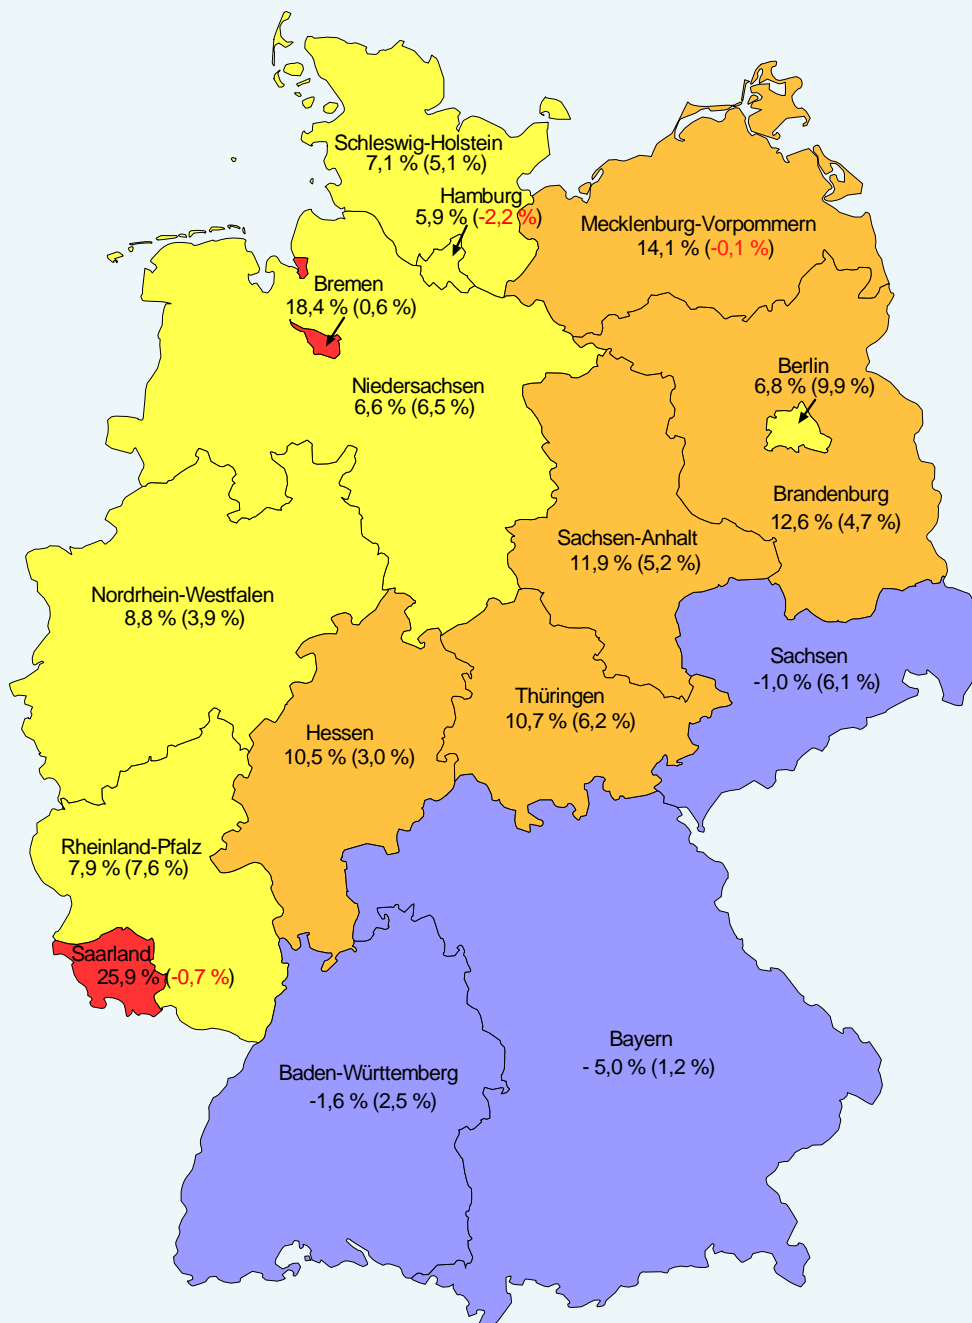 Schleswig-Holstein
7,1 % (5,1 %)
Hamburg
5,9 % (-2,2 %)
Mecklenburg-Vorpommern
14,1 % (-0,1 %)
Bremen
18,4 % (0,6 %)
Niedersachsen
6,6 % (6,5 %)
Berlin
6,8 % (9,9 %)
Brandenburg
12,6 % (4,7 %)
Sachsen-Anhalt
11,9 % (5,2 %)
Nordrhein-Westfalen
8,8 % (3,9 %)
Sachsen
-1,0 % (6,1 %)
Thüringen
10,7 % (6,2 %)
Hessen
10,5 % (3,0 %)
Rheinland-Pfalz
7,9 % (7,6 %)
Saarland
25,9 % (-0,7 %)
Bayern
- 5,0 % (1,2 %)
Baden-Württemberg
-1,6 % (2,5 %)